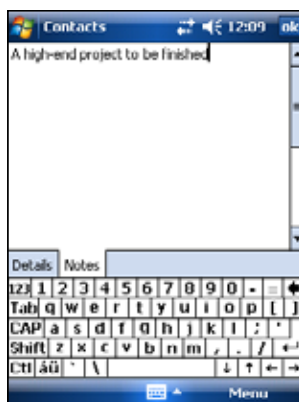 Contacts 12:09 ok
A high-end project to be finished
Details Notes
123 1 2 3 4 5 6 7 8 9 0 - =
Tab q w e r t y u i o p [ ]
CAP a s d f g h j k l ; '
Shift z x c v b n m , . /
Ctl áü ` \
Menu